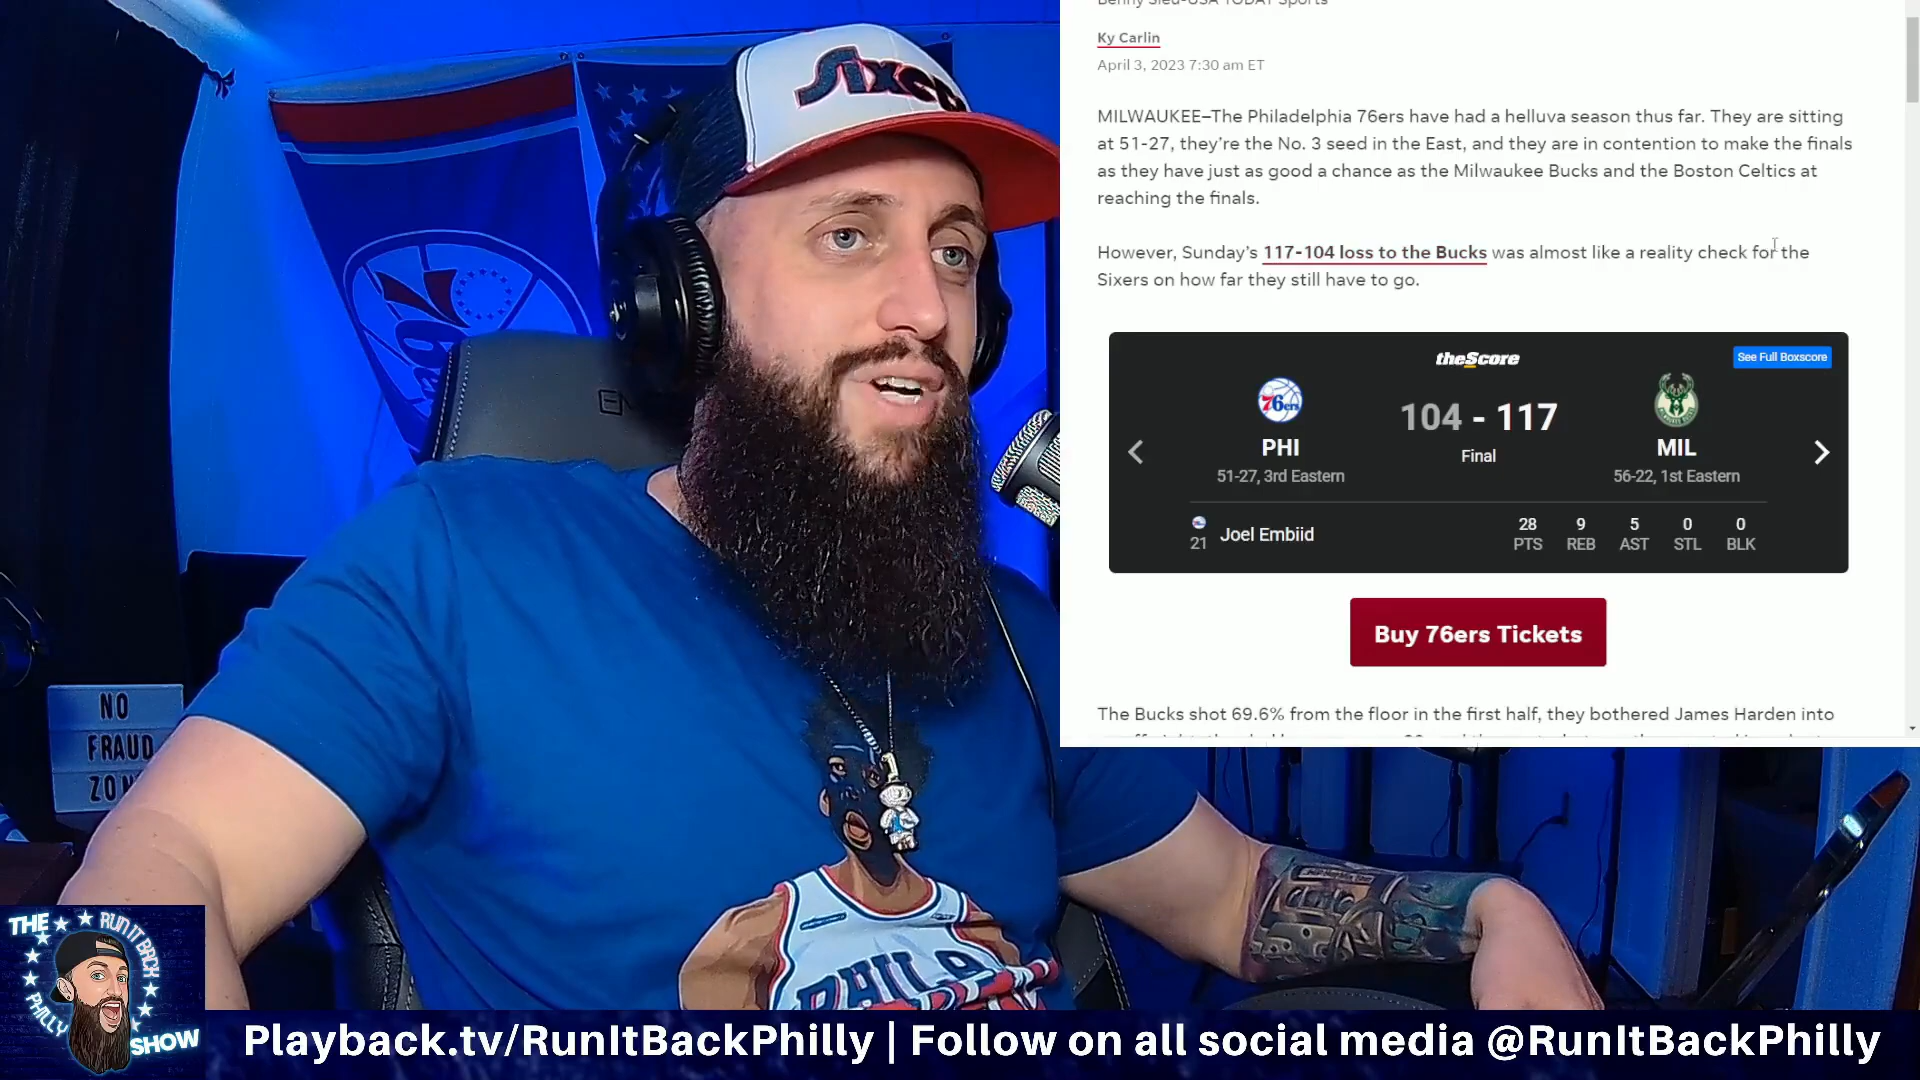 Ky Carlin
April 3, 2023 7:30 am ET
MILWAUKEE–The Philadelphia 76ers have had a helluva season thus far. They are sitting
at 51-27, they’re the No. 3 seed in the East, and they are in contention to make the finals
as they have just as good a chance as the Milwaukee Bucks and the Boston Celtics at
reaching the finals.
However, Sunday’s 117-104 loss to the Bucks was almost like a reality check for the
Sixers on how far they still have to go.
theScore
See Full Boxscore
76ers
104 - 117
PHI
MIL
Final
51-27, 3rd Eastern
56-22, 1st Eastern
21 Joel Embiid
28 9 5 0 0
PTS REB AST STL BLK
Buy 76ers Tickets
The Bucks shot 69.6% from the floor in the first half, they bothered James Harden into
NO
FRAUD
PHILA
THE
RUN IT BACK
PHILLY
SHOW
Playback.tv/RunItBackPhilly | Follow on all social media @RunItBackPhilly